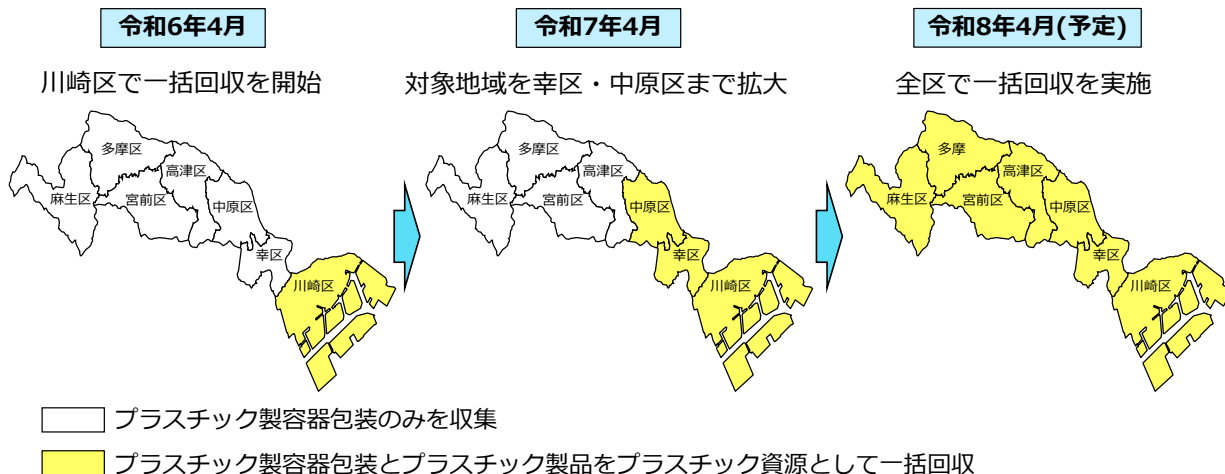 令和6年4月
川崎区で一括回収を開始
多摩区
高津区
麻生区
宮前区
中原区
幸区
川崎区
令和7年4月
対象地域を幸区・中原区まで拡大
多摩区
高津区
麻生区
宮前区
中原区
幸区
川崎区
令和8年4月(予定)
全区で一括回収を実施
多摩
高津区
麻生区
宮前区
中原区
幸区
川崎区
プラスチック製容器包装のみを収集
プラスチック製容器包装とプラスチック製品をプラスチック資源として一括回収